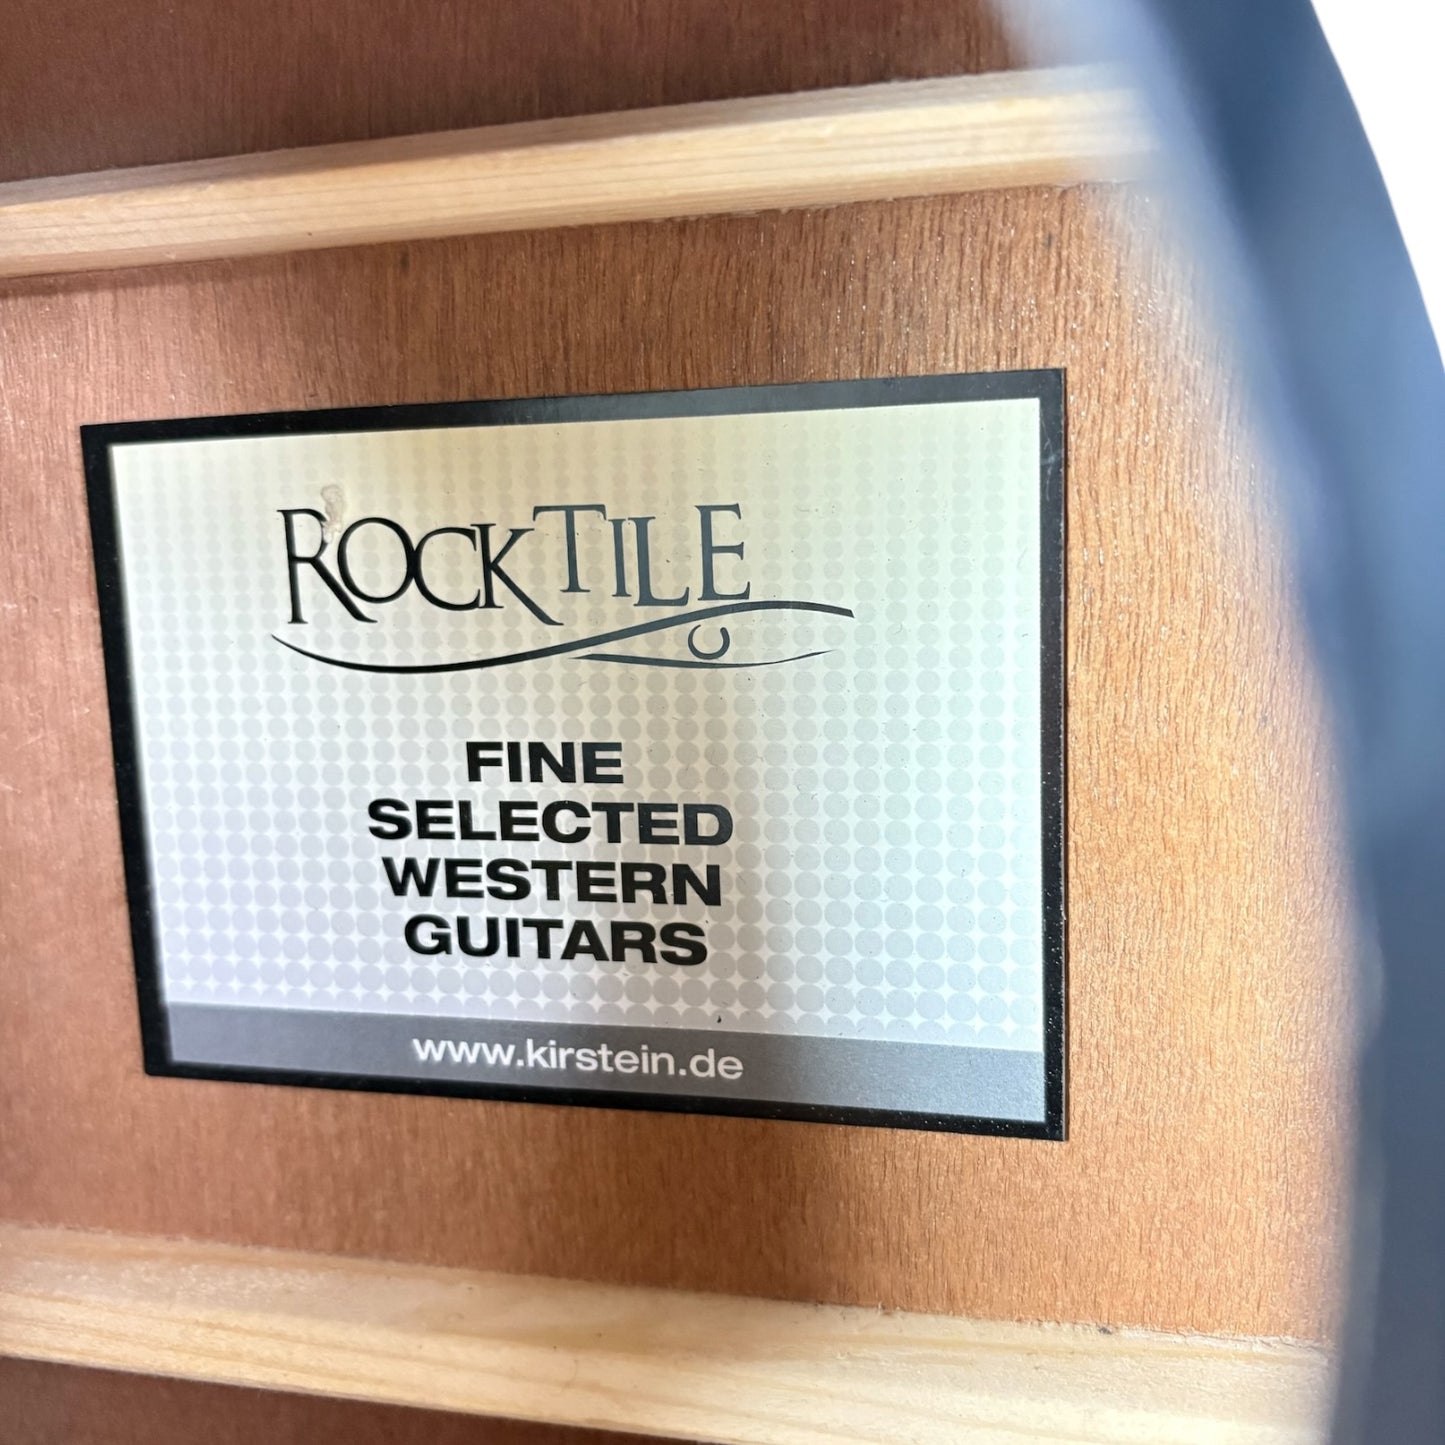 ROCKTILE
FINE
SELECTED
WESTERN
GUITARS
www.kirstein.de